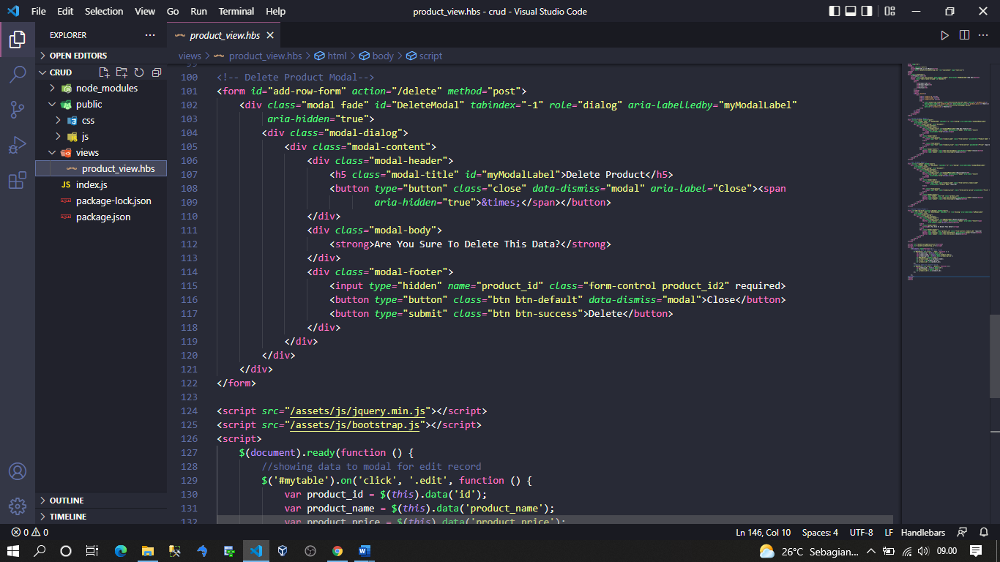 File Edit Selection View Go Run Terminal Help product_view.hbs - crud - Visual Studio Code
EXPLORER
product_view.hbs
OPEN EDITORS
CRUD
node_modules
public
css
js
views
product_view.hbs
index.js
package-lock.json
package.json
OUTLINE
TIMELINE
views > product_view.hbs > html > body > script
99
100 <!-- Delete Product Modal-->
101 <form id="add-row-form" action="/delete" method="post">
102 <div class="modal fade" id="DeleteModal" tabindex="-1" role="dialog" aria-labelledby="myModalLabel"
103 aria-hidden="true">
104 <div class="modal-dialog">
105 <div class="modal-content">
106 <div class="modal-header">
107 <h5 class="modal-title" id="myModalLabel">Delete Product</h5>
108 <button type="button" class="close" data-dismiss="modal" aria-label="Close"><span
109 aria-hidden="true">&times;</span></button>
110 </div>
111 <div class="modal-body">
112 <strong>Are You Sure To Delete This Data?</strong>
113 </div>
114 <div class="modal-footer">
115 <input type="hidden" name="product_id" class="form-control product_id2" required>
116 <button type="button" class="btn btn-default" data-dismiss="modal">Close</button>
117 <button type="submit" class="btn btn-success">Delete</button>
118 </div>
119 </div>
120 </div>
121 </div>
122 </form>
123
124 <script src="/assets/js/jquery.min.js"></script>
125 <script src="/assets/js/bootstrap.js"></script>
126 <script>
127 $(document).ready(function () {
128 //showing data to modal for edit record
129 $('#mytable').on('click', '.edit', function () {
130 var product_id = $(this).data('id');
131 var product_name = $(this).data('product_name');
132 var product_price = $(this).data('product_price');
0 0 Ln 146, Col 10 Spaces: 4 UTF-8 LF Handlebars
26°C Sebagian... 09.00